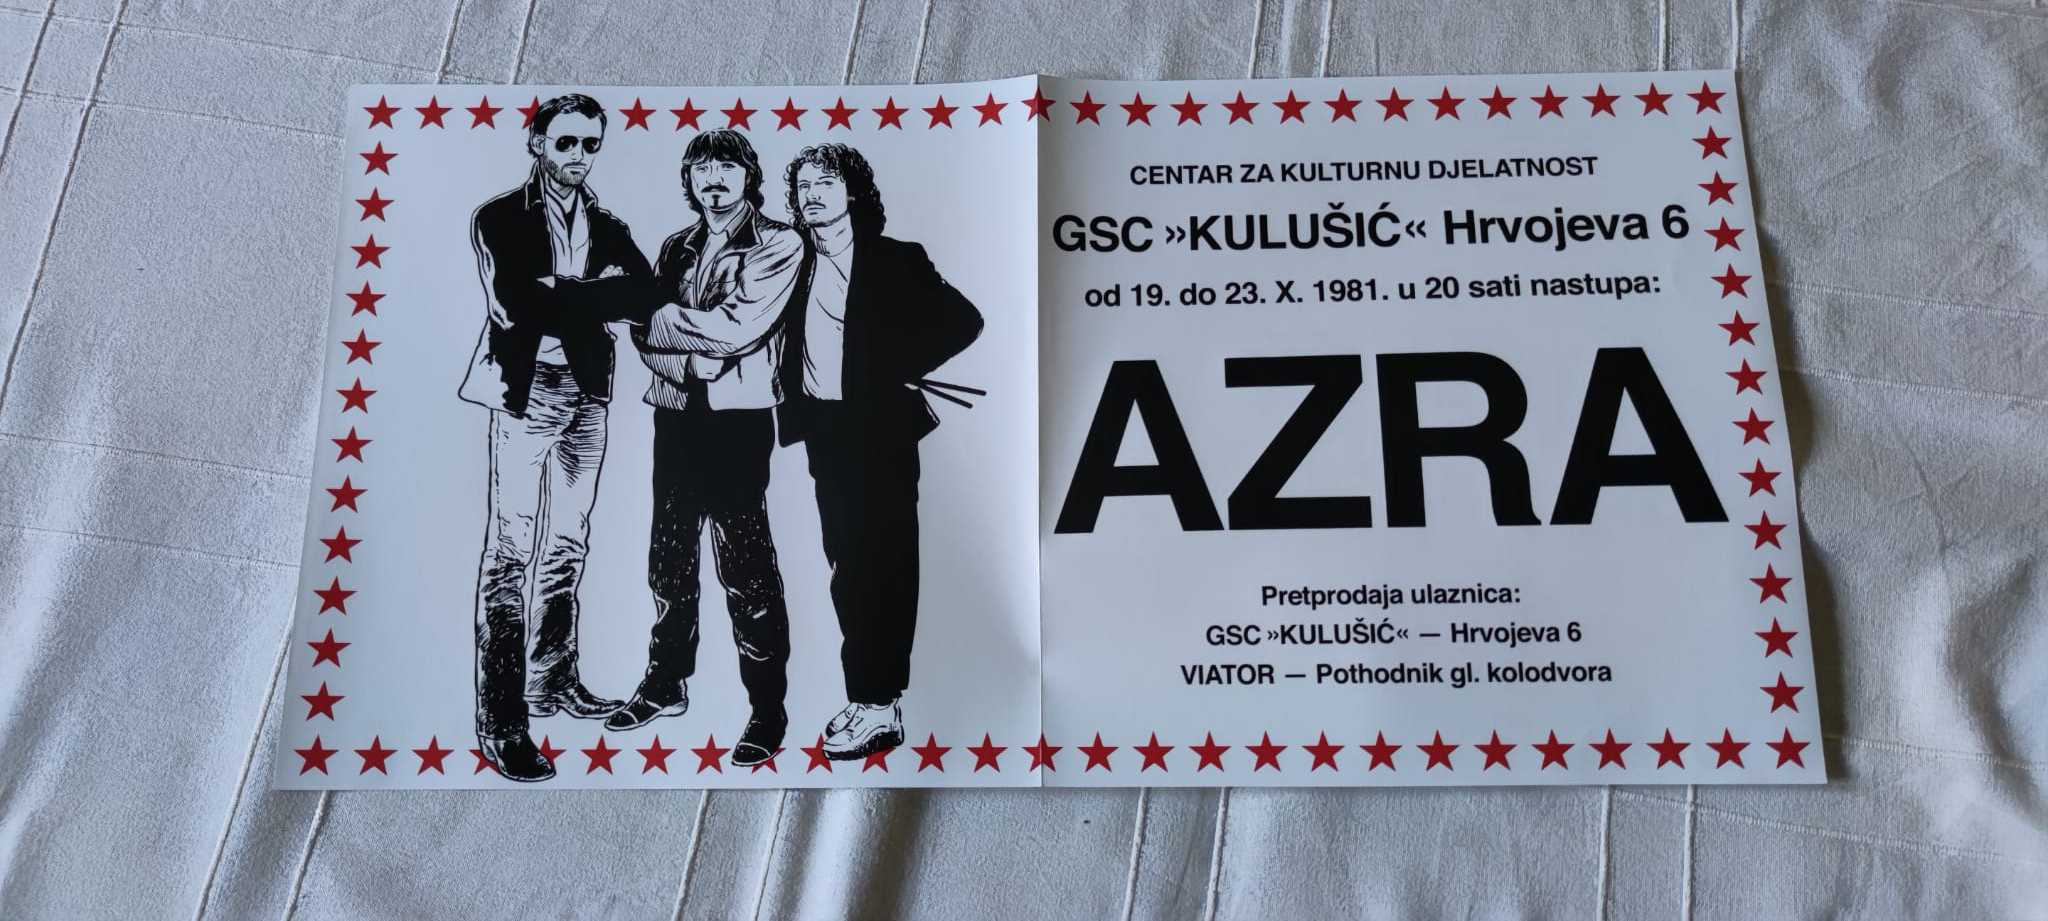 CENTAR ZA KULTURNU DJELATNOST
GSC »KULUŠIĆ« Hrvojeva 6
od 19. do 23. X. 1981. u 20 sati nastupa:
AZRA
Pretprodaja ulaznica:
GSC »KULUŠIĆ« — Hrvojeva 6
VIATOR — Pothodnik gl. kolodvora